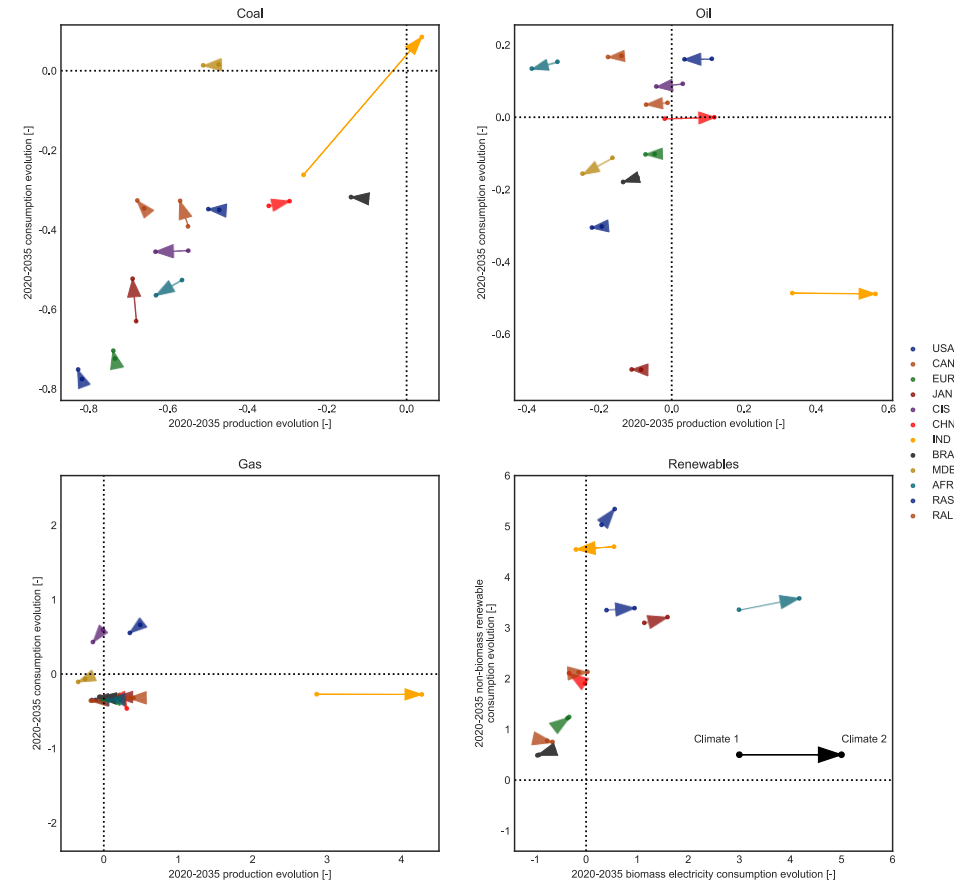 Coal
Oil
0.0
-0.2
-0.4
-0.6
-0.8
2020-2035 consumption evolution [-]
-0.8
-0.6
-0.4
-0.2
0.0
2020-2035 production evolution [-]
0.2
0.0
-0.2
-0.4
-0.6
2020-2035 consumption evolution [-]
-0.4
-0.2
0.0
0.2
0.4
0.6
2020-2035 production evolution [-]
USA
CAN
EUR
JAN
CIS
CHN
IND
BRA
MDE
AFR
RAS
RAL
Gas
Renewables
2
1
0
-1
-2
2020-2035 consumption evolution [-]
0
1
2
3
4
2020-2035 production evolution [-]
6
5
4
3
2
1
0
-1
2020-2035 non-biomass renewable
consumption evolution [-]
Climate 1
Climate 2
-1
0
1
2
3
4
5
6
2020-2035 biomass electricity consumption evolution [-]